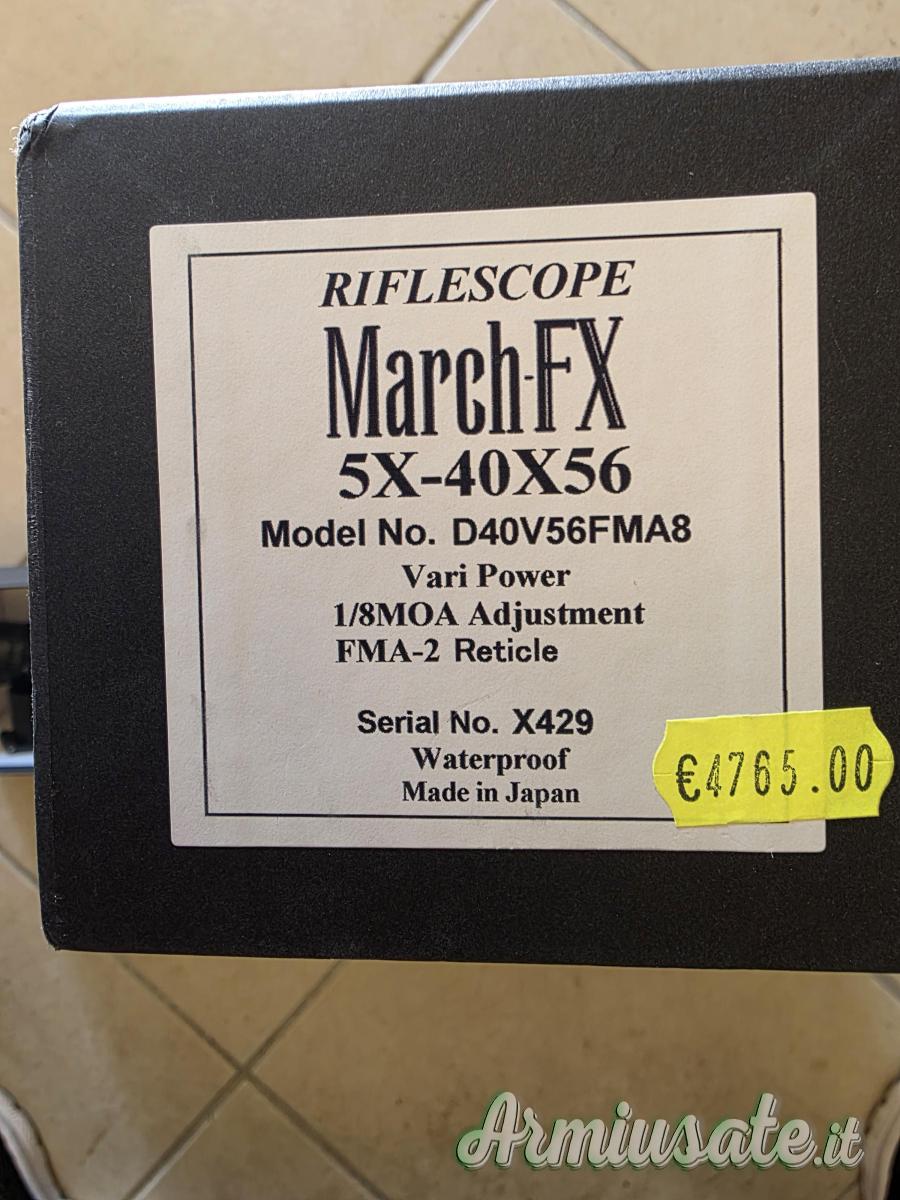 RIFLESCOPE
March-FX
5X-40X56
Model No. D40V56FMA8
Vari Power
1/8MOA Adjustment
FMA-2 Reticle
Serial No. X429
Waterproof
Made in Japan
€4765.00
Armiusate.it